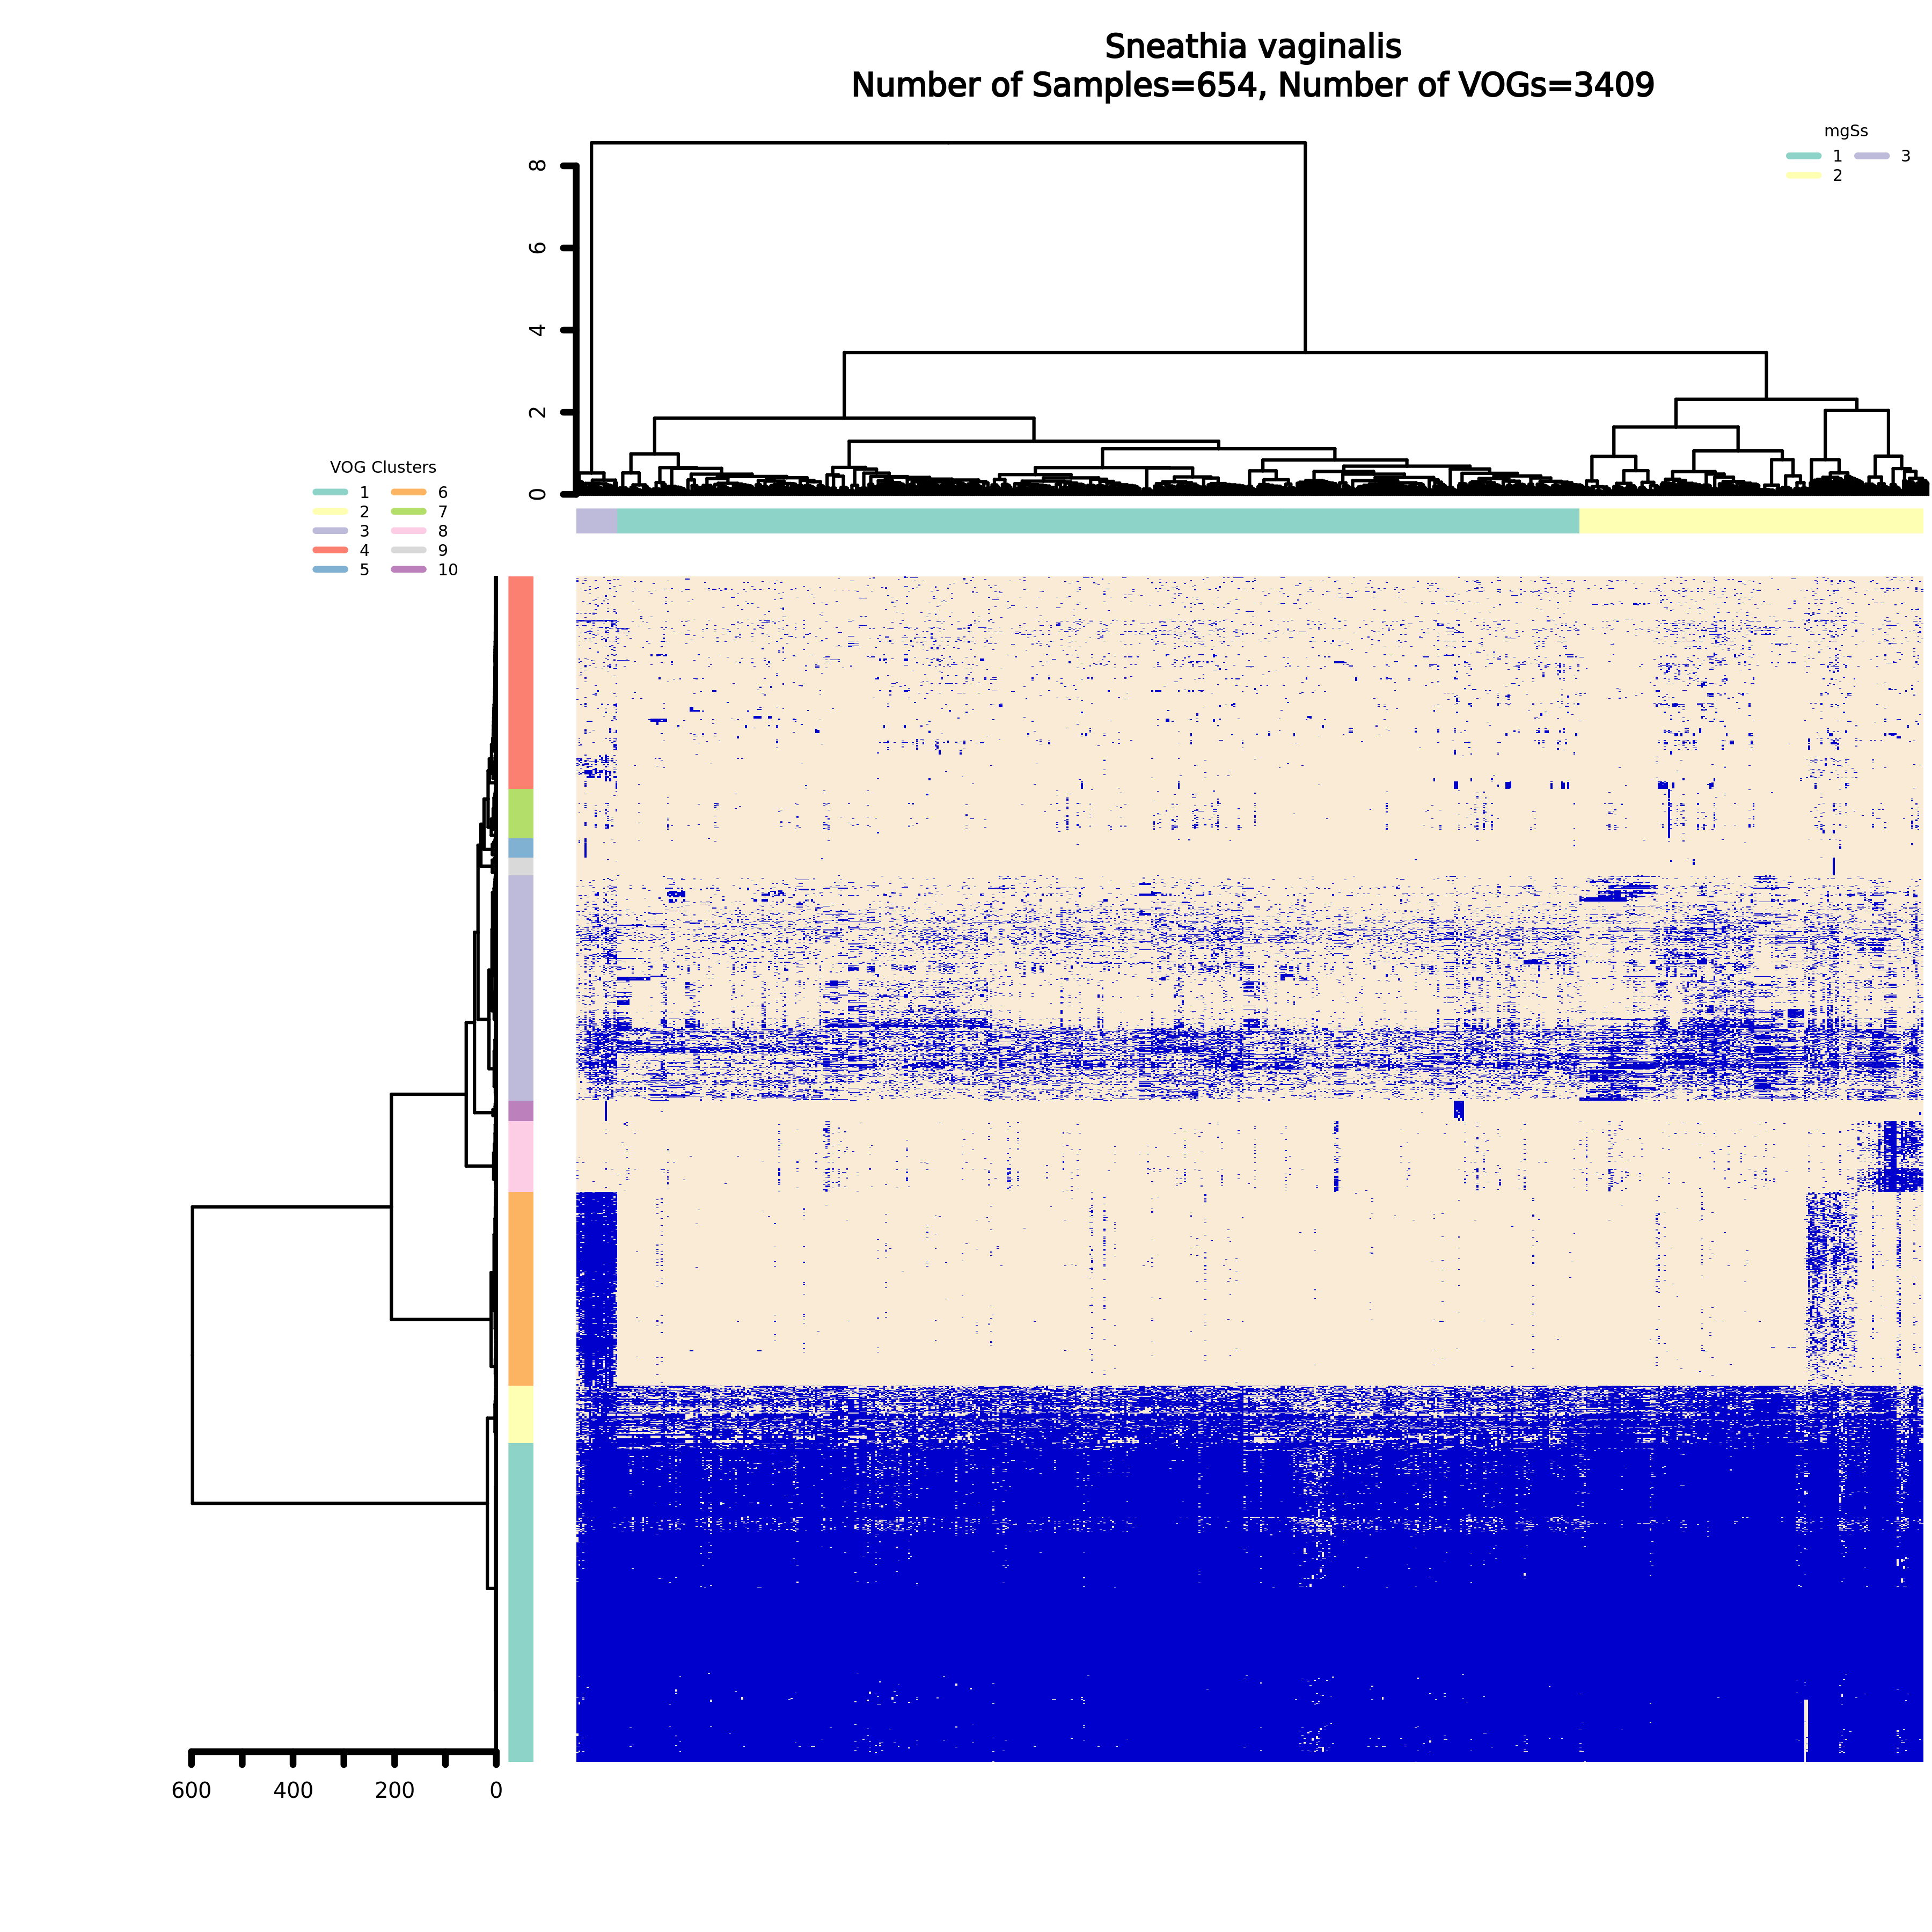 Sneathia vaginalis
Number of Samples=654, Number of VOGs=3409
mgSs
1 3
2
8
6
4
2
0
VOG Clusters
1 6
2 7
3 8
4 9
5 10
600 400 200 0